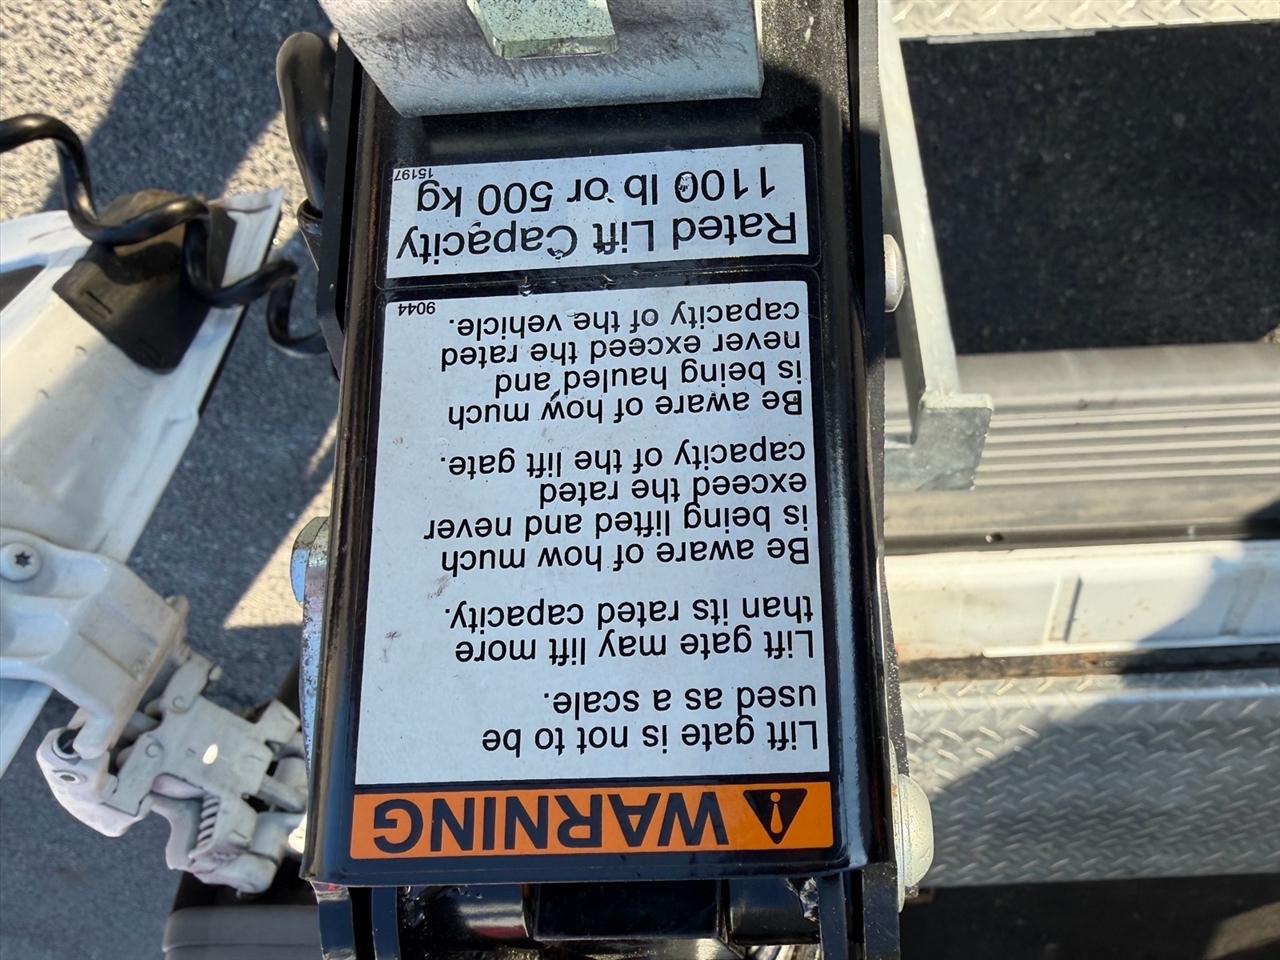 WARNING
Lift gate is not to be
used as a scale.
Lift gate may lift more
than its rated capacity.
Be aware of how much
is being lifted and never
exceed the rated
capacity of the lift gate.
Be aware of how much
is being hauled and
never exceed the rated
capacity of the vehicle.
9044
Rated Lift Capacity
1100 lb or 500 kg
15197